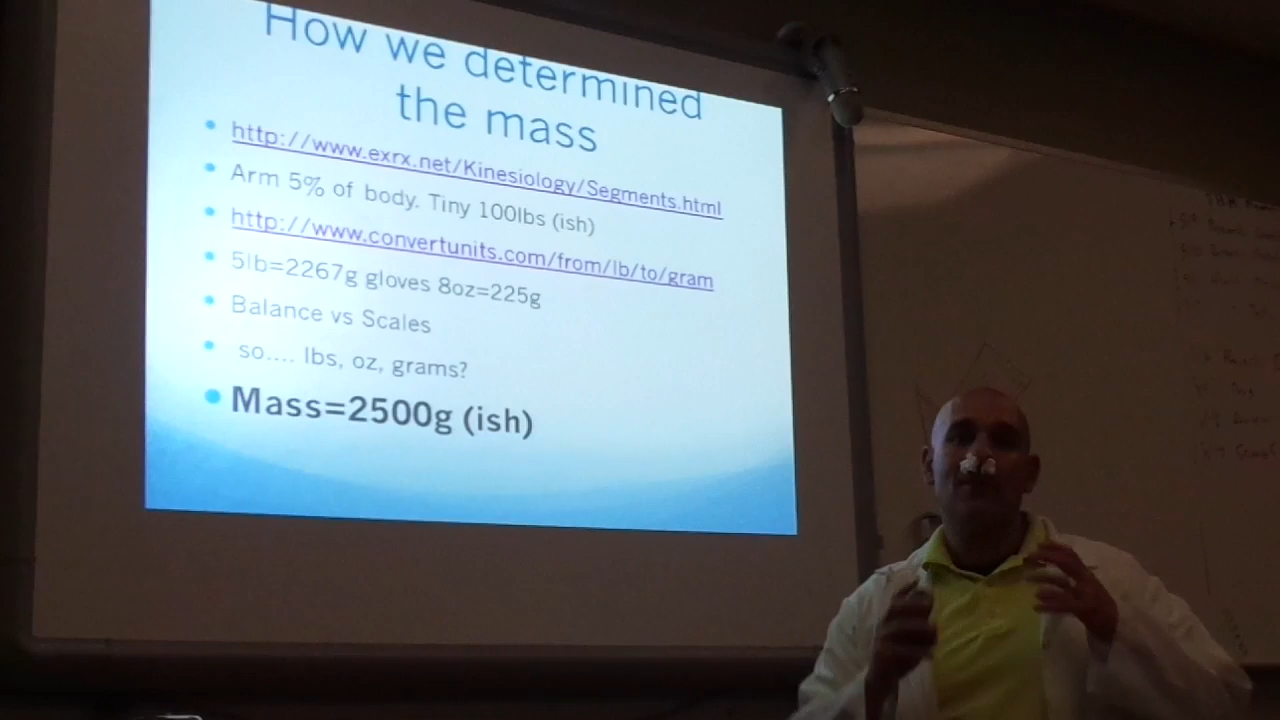 How we determined
the mass
http://www.exrx.net/Kinesiology/Segments.html
Arm 5% of body. Tiny 100lbs (ish)
http://www.convertunits.com/from/lb/to/gram
5lb=2267g gloves 8oz=225g
Balance vs Scales
so.... lbs, oz, grams?
Mass=2500g (ish)